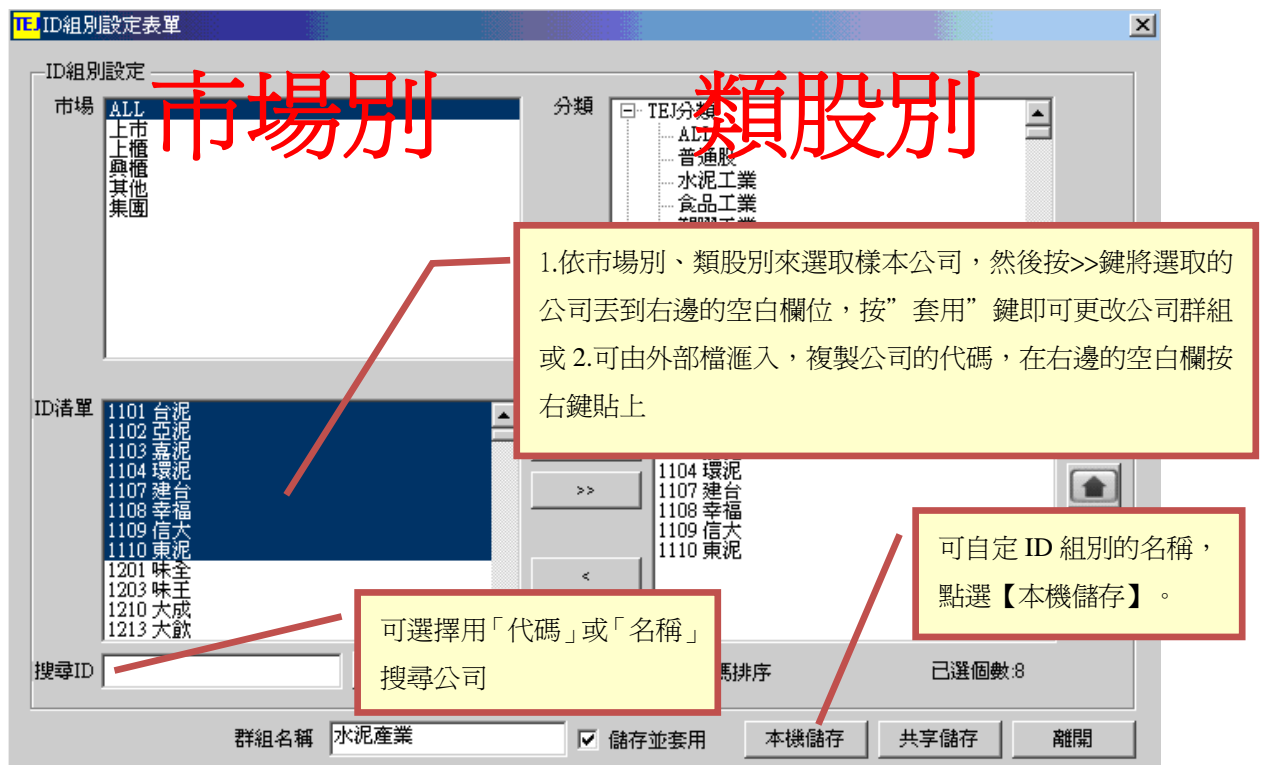 TEJ ID組別設定表單
ID組別設定
市場別
類股別
市場
ALL
上市
上櫃
興櫃
其他
集團
分類
TEJ分類
ALL
普通股
水泥工業
食品工業
1.依市場別、類股別來選取樣本公司，然後按>>鍵將選取的
公司丟到右邊的空白欄位，按”套用”鍵即可更改公司群組
或 2.可由外部檔滙入，複製公司的代碼，在右邊的空白欄按
右鍵貼上
ID清單
1101 台泥
1102 亞泥
1103 嘉泥
1104 環泥
1107 建台
1108 幸福
1109 信大
1110 東泥
1201 味全
1203 味王
1210 大成
1213 大飲
>>
<
1104 環泥
1107 建台
1108 幸福
1109 信大
1110 東泥
可自定 ID 組別的名稱，
點選【本機儲存】。
可選擇用「代碼」或「名稱」
搜尋公司
搜尋ID
碼排序
已選個數:8
群組名稱
水泥產業
儲存並套用
本機儲存
共享儲存
離開